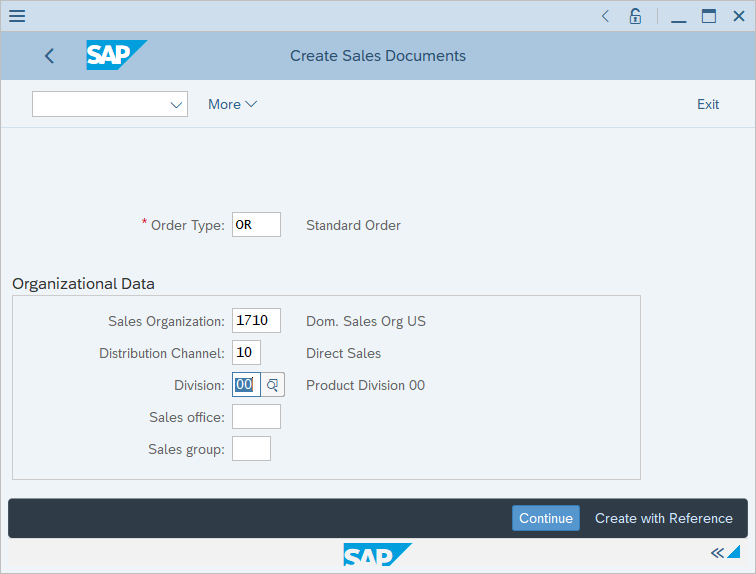 SAP Create Sales Documents
More Exit
* Order Type: OR Standard Order
Organizational Data
Sales Organization: 1710 Dom. Sales Org US
Distribution Channel: 10 Direct Sales
Division: 00 Product Division 00
Sales office:
Sales group:
Continue Create with Reference
SAP